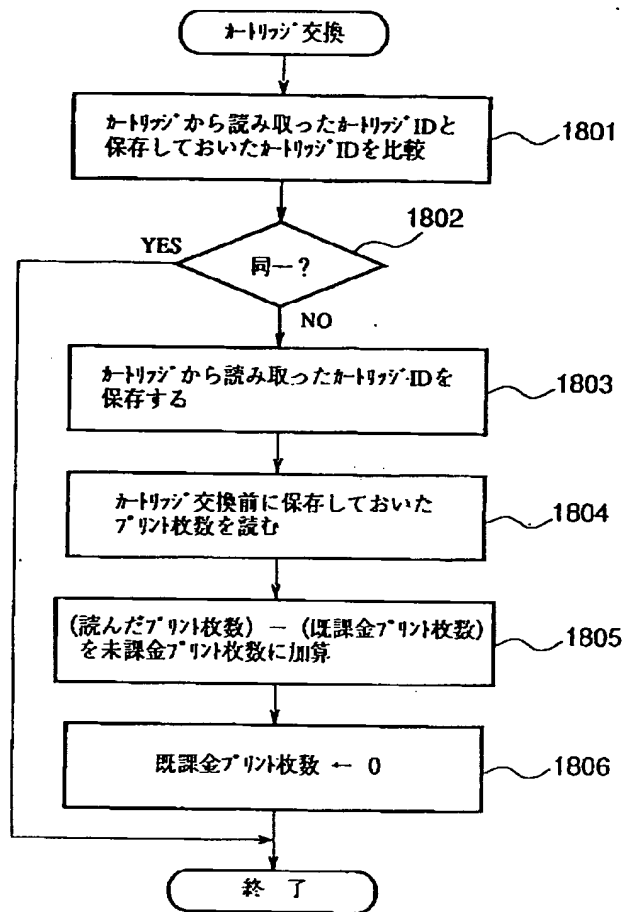 ｶｰﾄﾘｯｼﾞ交換
ｶｰﾄﾘｯｼﾞから読み取ったｶｰﾄﾘｯｼﾞIDと
保存しておいたｶｰﾄﾘｯｼﾞIDを比較
1801
1802
YES
同一？
NO
ｶｰﾄﾘｯｼﾞから読み取ったｶｰﾄﾘｯｼﾞIDを
保存する
1803
ｶｰﾄﾘｯｼﾞ交換前に保存しておいた
ﾌﾟﾘﾝﾄ枚数を読む
1804
(読んだﾌﾟﾘﾝﾄ枚数) － (既課金ﾌﾟﾘﾝﾄ枚数)
を未課金ﾌﾟﾘﾝﾄ枚数に加算
1805
既課金ﾌﾟﾘﾝﾄ枚数 ← 0
1806
終 了